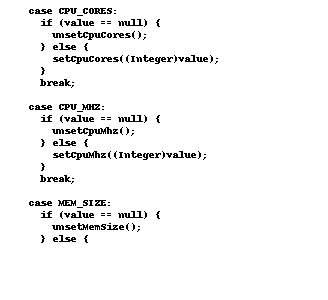 case CPU_CORES:
if (value == null) {
unsetCpuCores();
} else {
setCpuCores((Integer)value);
}
break;
case CPU_MHZ:
if (value == null) {
unsetCpuMhz();
} else {
setCpuMhz((Integer)value);
}
break;
case MEM_SIZE:
if (value == null) {
unsetMemSize();
} else {